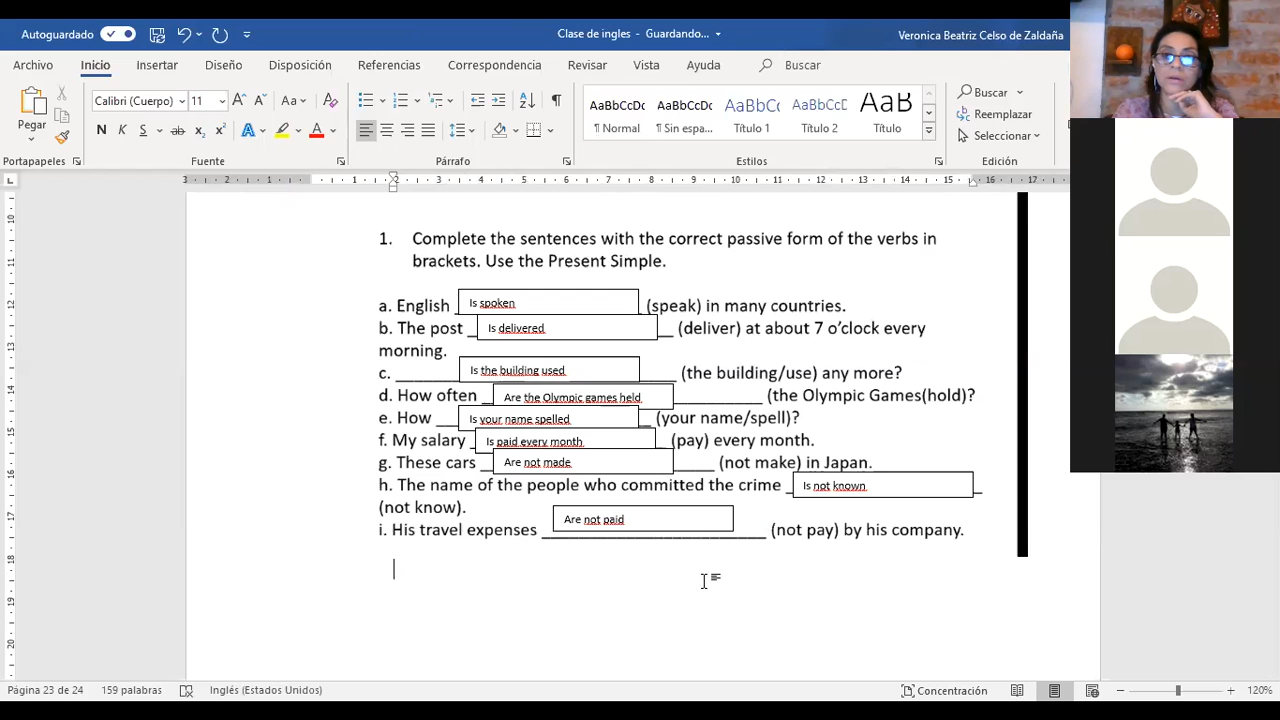 Autoguardado
Clase de ingles - Guardando...
Veronica Beatriz Celso de Zaldaña
Archivo Inicio Insertar Diseño Disposición Referencias Correspondencia Revisar Vista Ayuda Buscar
Pegar
Calibri (Cuerpo) 11
AaBbCcDc AaBbCcDc AaBbCcDc AaBbCcD AaB
¶ Normal ¶ Sin espa... Título 1 Título 2 Título
Buscar
Reemplazar
Seleccionar
Portapapeles Fuente Párrafo Estilos Edición
1. Complete the sentences with the correct passive form of the verbs in
brackets. Use the Present Simple.
a. English Is spoken (speak) in many countries.
b. The post _ Is delivered __ (deliver) at about 7 o'clock every
morning.
c. Is the building used (the building/use) any more?
d. How often _ Are the Olympic games held (the Olympic Games(hold)?
e. How __ Is your name spelled _ (your name/spell)?
f. My salary _ Is paid every month _ (pay) every month.
g. These cars _ Are not made (not make) in Japan.
h. The name of the people who committed the crime _ Is not known _
(not know).
i. His travel expenses Are not paid (not pay) by his company.
Página 23 de 24 159 palabras Inglés (Estados Unidos) Concentración 120%